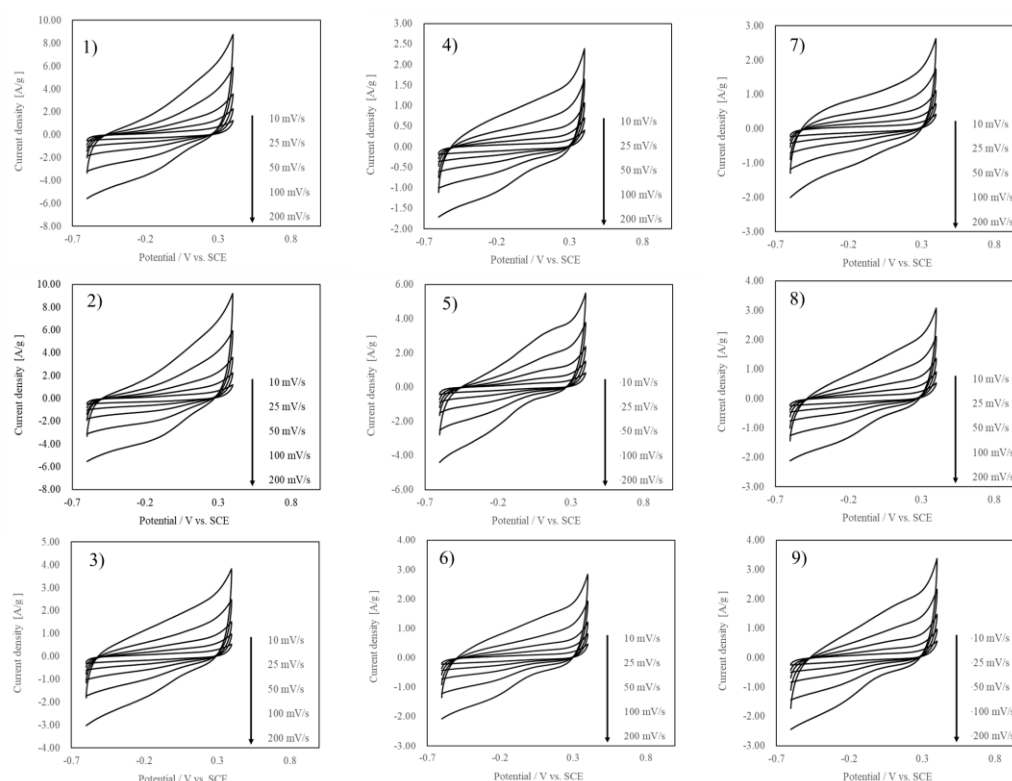 1)
Current density [A/g]
10.00
8.00
6.00
4.00
2.00
0.00
-2.00
-4.00
-6.00
-8.00
10 mV/s
25 mV/s
50 mV/s
100 mV/s
200 mV/s
-0.7 -0.2 0.3 0.8
Potential / V vs. SCE
4)
Current density [A/g]
3.00
2.50
2.00
1.50
1.00
0.50
0.00
-0.50
-1.00
-1.50
-2.00
10 mV/s
25 mV/s
50 mV/s
100 mV/s
200 mV/s
-0.7 -0.2 0.3 0.8
Potential / V vs. SCE
7)
Current density [A/g]
3.00
2.00
1.00
0.00
-1.00
-2.00
-3.00
10 mV/s
25 mV/s
50 mV/s
100 mV/s
200 mV/s
-0.7 -0.2 0.3 0.8
Potential / V vs. SCE
2)
Current density [A/g ]
10.00
8.00
6.00
4.00
2.00
0.00
-2.00
-4.00
-6.00
-8.00
10 mV/s
25 mV/s
50 mV/s
100 mV/s
200 mV/s
-0.7 -0.2 0.3 0.8
Potential / V vs. SCE
5)
Current density [A/g ]
6.00
4.00
2.00
0.00
-2.00
-4.00
-6.00
·10 mV/s
·25 mV/s
·50 mV/s
·100 mV/s
·200 mV/s
-0.7 -0.2 0.3 0.8
Potential / V vs. SCE
8)
Current density [A/g ]
4.00
3.00
2.00
1.00
0.00
-1.00
-2.00
-3.00
10 mV/s
25 mV/s
50 mV/s
100 mV/s
200 mV/s
-0.7 -0.2 0.3 0.8
Potential / V vs. SCE
3)
Current density [A/g ]
5.00
4.00
3.00
2.00
1.00
0.00
-1.00
-2.00
-3.00
-4.00
10 mV/s
25 mV/s
50 mV/s
100 mV/s
200 mV/s
-0.7 -0.2 0.3 0.8
Potential / V vs. SCE
6)
Current density [A/g ]
4.00
3.00
2.00
1.00
0.00
-1.00
-2.00
-3.00
10 mV/s
25 mV/s
50 mV/s
100 mV/s
200 mV/s
-0.7 -0.2 0.3 0.8
Potential / V vs. SCE
9)
Current density [A/g ]
4.00
3.00
2.00
1.00
0.00
-1.00
-2.00
-3.00
·10 mV/s
·25 mV/s
·50 mV/s
·100 mV/s
·200 mV/s
-0.7 -0.2 0.3 0.8
Potential / V vs. SCE